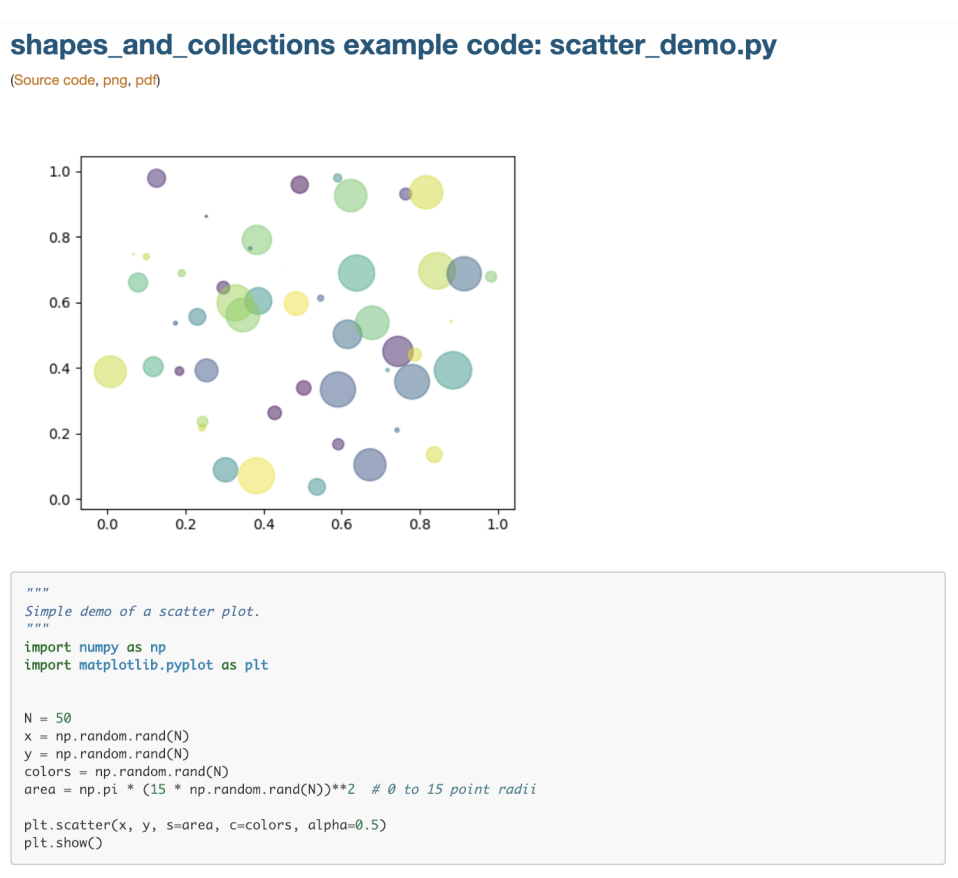 shapes_and_collections example code: scatter_demo.py
(Source code, png, pdf)
1.0
0.8
0.6
0.4
0.2
0.0
0.0 0.2 0.4 0.6 0.8 1.0
"""
Simple demo of a scatter plot.
"""
import numpy as np
import matplotlib.pyplot as plt
N = 50
x = np.random.rand(N)
y = np.random.rand(N)
colors = np.random.rand(N)
area = np.pi * (15 * np.random.rand(N))**2  # 0 to 15 point radii
plt.scatter(x, y, s=area, c=colors, alpha=0.5)
plt.show()